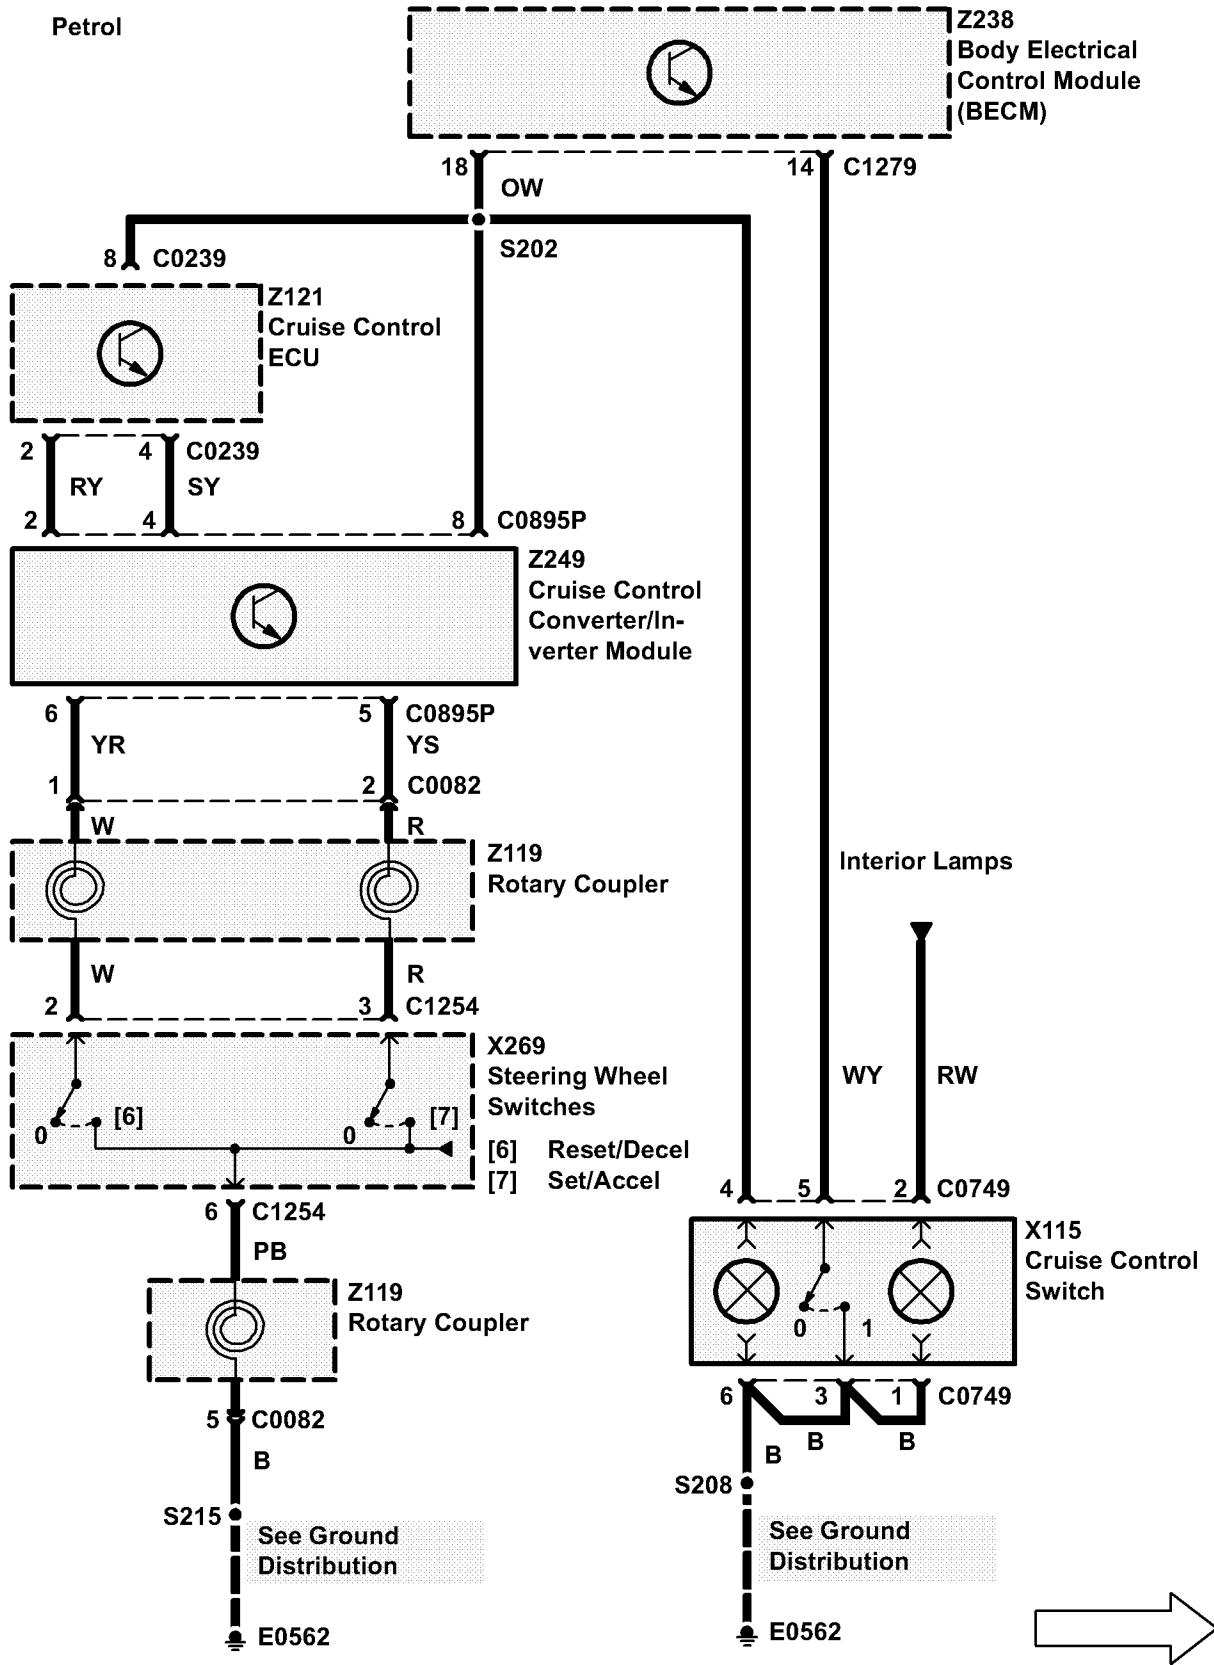 Petrol
Z238
Body Electrical
Control Module
(BECM)
18
14
C1279
OW
S202
8
C0239
Z121
Cruise Control
ECU
2
4
C0239
RY
SY
2
4
8
C0895P
Z249
Cruise Control
Converter/In-
verter Module
6
5
C0895P
YR
YS
1
2
C0082
W
R
Z119
Rotary Coupler
Interior Lamps
W
R
2
3
C1254
X269
Steering Wheel
Switches
WY
RW
0
[6]
0
[7]
[6] Reset/Decel
[7] Set/Accel
6
C1254
PB
4
5
2
C0749
X115
Cruise Control
Switch
0
1
Z119
Rotary Coupler
6
3
1
C0749
5
C0082
B
B
B
B
S208
S215
See Ground
Distribution
See Ground
Distribution
E0562
E0562